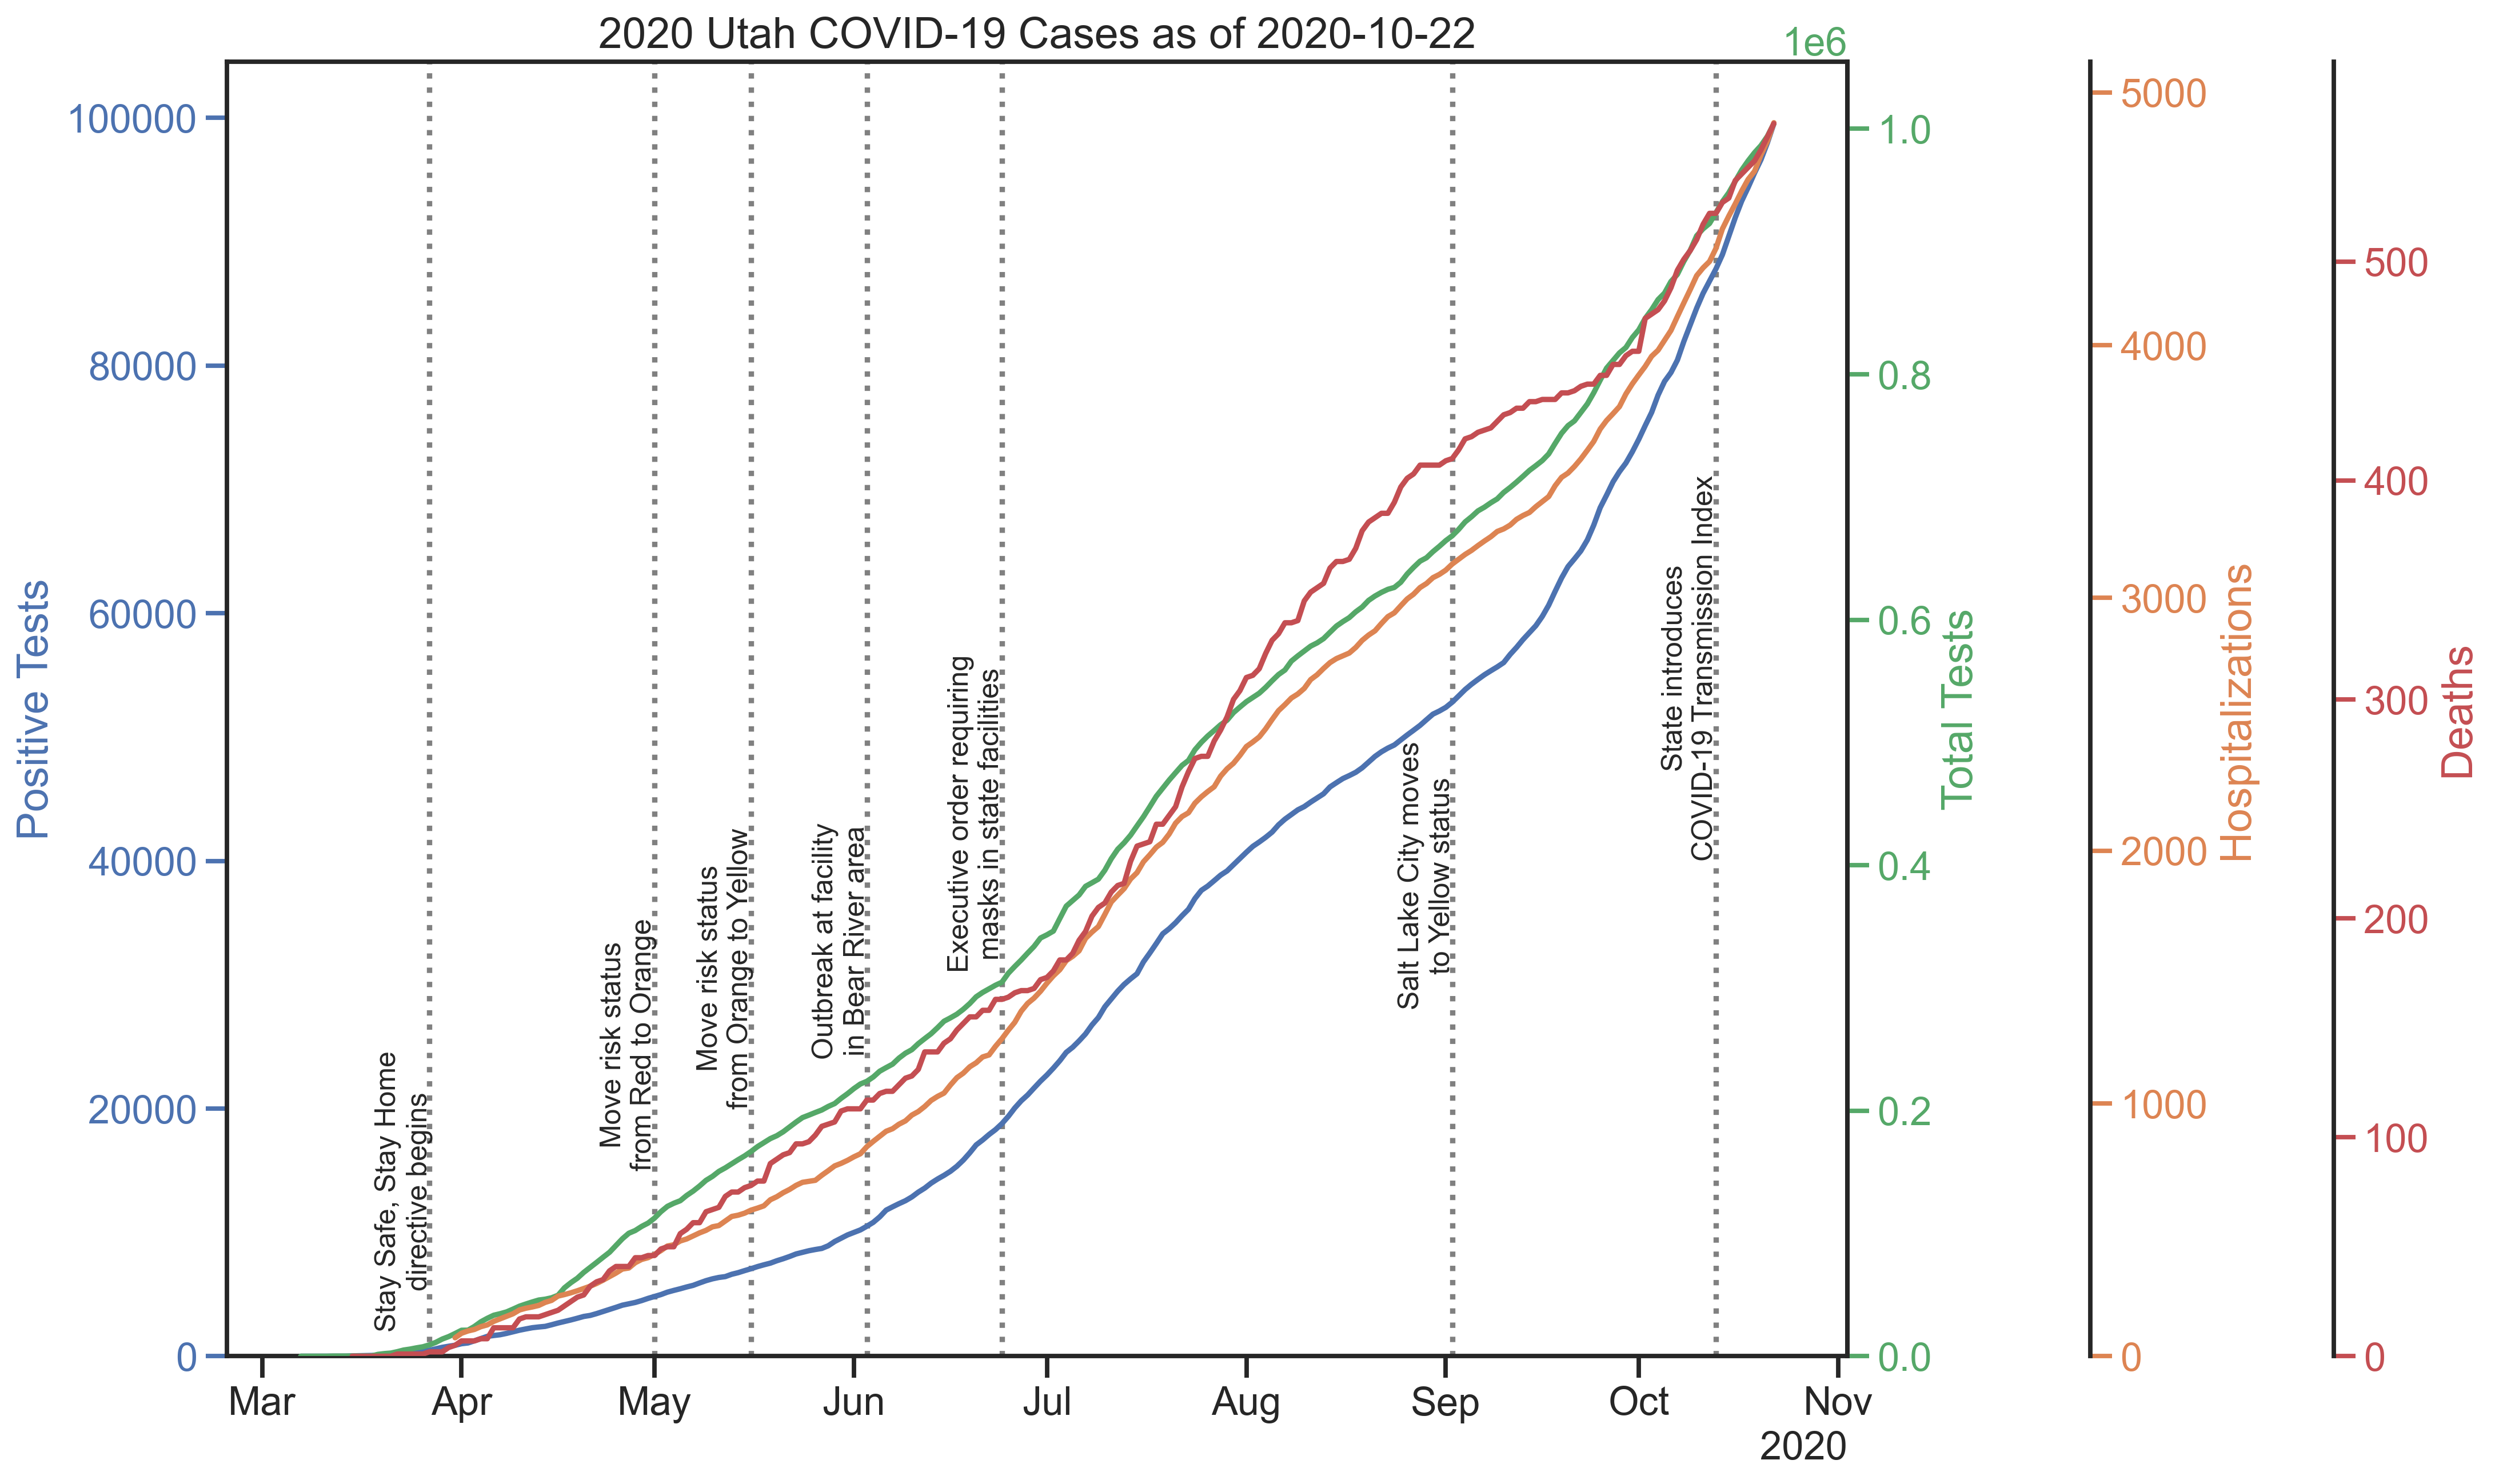 2020 Utah COVID-19 Cases as of 2020-10-22
1e6
100000
80000
60000
40000
20000
0
Positive Tests
Stay Safe, Stay Home
directive begins
Move risk status
from Red to Orange
Move risk status
from Orange to Yellow
Outbreak at facility
in Bear River area
Executive order requiring
masks in state facilities
Salt Lake City moves
to Yellow status
State introduces
COVID-19 Transmission Index
1.0
0.8
0.6
0.4
0.2
0.0
Total Tests
5000
4000
3000
2000
1000
0
Hospitalizations
500
400
300
200
100
0
Deaths
Mar Apr May Jun Jul Aug Sep Oct Nov
2020